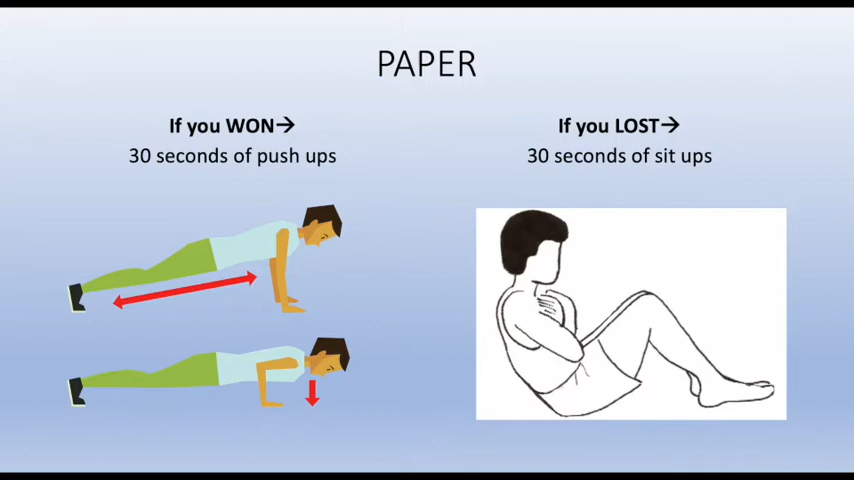 PAPER
If you WON→
30 seconds of push ups
If you LOST→
30 seconds of sit ups